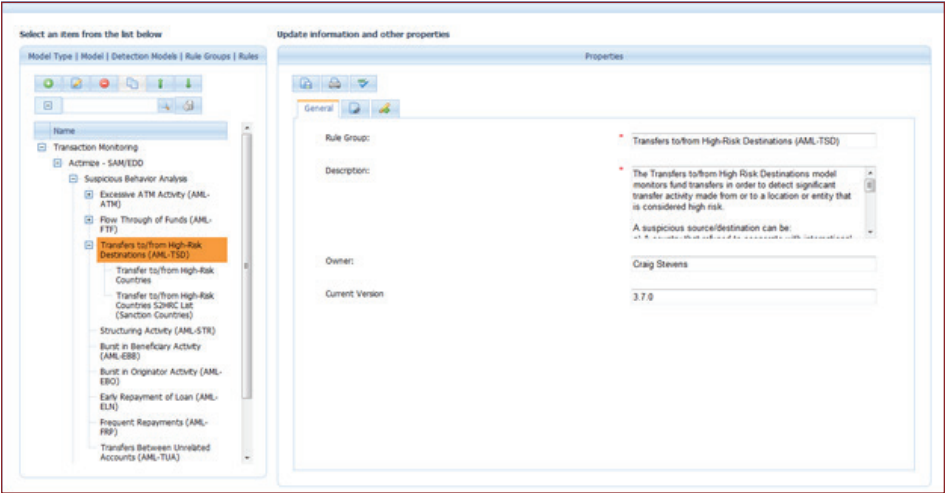 Select an item from the list below
Update information and other properties
Model Type | Model | Detection Models | Rule Groups | Rules
Name
Transaction Monitoring
Actimize - SAM/EDD
Suspicious Behavior Analysis
Excessive ATM Activity (AML-
ATM)
Flow Through of Funds (AML-
FTF)
Transfers to/from High-Risk
Destinations (AML-TSD)
Transfer to/from High-Risk
Countries
Transfer to/from High-Risk
Countries S2HRC List
(Sanction Countries)
Structuring Activity (AML-STR)
Burst in Beneficiary Activity
(AML-EBB)
Burst in Originator Activity (AML-
EBO)
Early Repayment of Loan (AML-
ELN)
Frequent Repayments (AML-
FRP)
Transfers Between Unrelated
Accounts (AML-TUA)
Properties
General
Rule Group:
* Transfers to/from High-Risk Destinations (AML-TSD)
Description:
* The Transfers to/from High Risk Destinations model
monitors fund transfers in order to detect significant
transfer activity made from or to a location or entity that
is considered high risk.
A suspicious source/destination can be:
a) A country that refused to cooperate with international
Owner:
Craig Stevens
Current Version
3.7.0